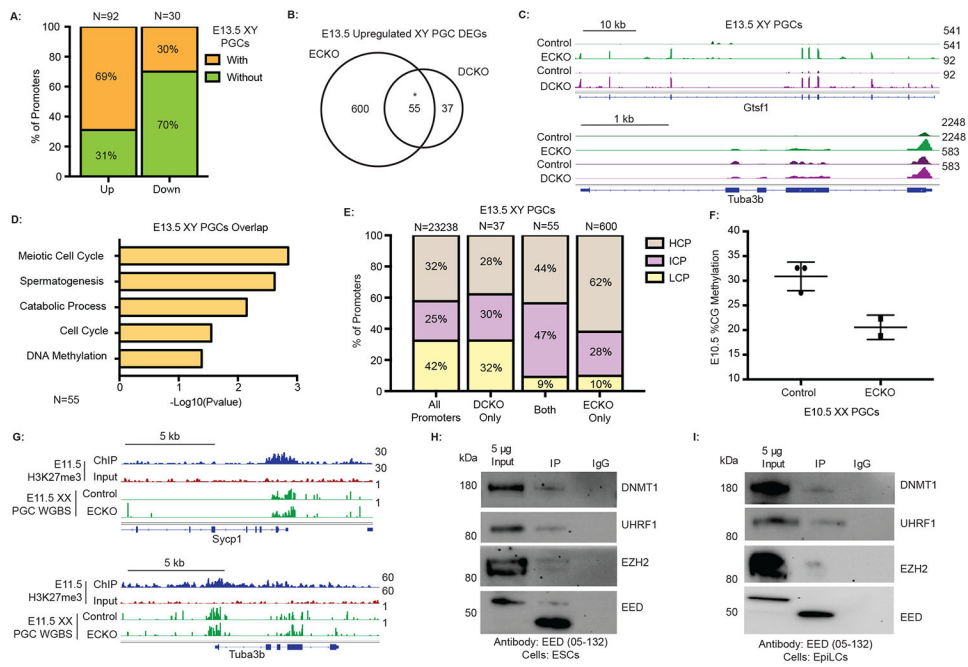 A:
N=92 N=30
E13.5 XY
PGCs
With
Without
% of Promoters
100
80
60
40
20
0
69%
31%
30%
70%
Up Down
B:
E13.5 Upregulated XY PGC DEGs
ECKO
DCKO
600
*
55
37
C:
E13.5 XY PGCs
10 kb
Control 541
ECKO 541
Control 92
DCKO 92
Gtsf1
1 kb
Control 2248
ECKO 2248
Control 583
DCKO 583
Tuba3b
D:
E13.5 XY PGCs Overlap
Meiotic Cell Cycle
Spermatogenesis
Catabolic Process
Cell Cycle
DNA Methylation
0 1 2 3
-Log10(Pvalue)
N=55
E:
E13.5 XY PGCs
N=23238 N=37 N=55 N=600
HCP
ICP
LCP
% of Promoters
100
80
60
40
20
0
32% 28% 44% 62%
25% 30% 47% 28%
42% 32% 9% 10%
All Promoters
DCKO Only
Both
ECKO Only
F:
E10.5 %CG Methylation
40
35
30
25
20
15
10
Control ECKO
E10.5 XX PGCs
G:
5 kb
E11.5 H3K27me3
ChIP 30
Input 30
E11.5 XX PGC WGBS
Control 1
ECKO 1
Sycp1
5 kb
E11.5 H3K27me3
ChIP 60
Input 60
E11.5 XX PGC WGBS
Control 1
ECKO 1
Tuba3b
H:
kDa
5 µg Input
IP
IgG
180 DNMT1
80 UHRF1
80 EZH2
50 EED
Antibody: EED (05-132)
Cells: ESCs
I:
kDa
5 µg Input
IP
IgG
180 DNMT1
80 UHRF1
80 EZH2
50 EED
Antibody: EED (05-132)
Cells: EpiLCs